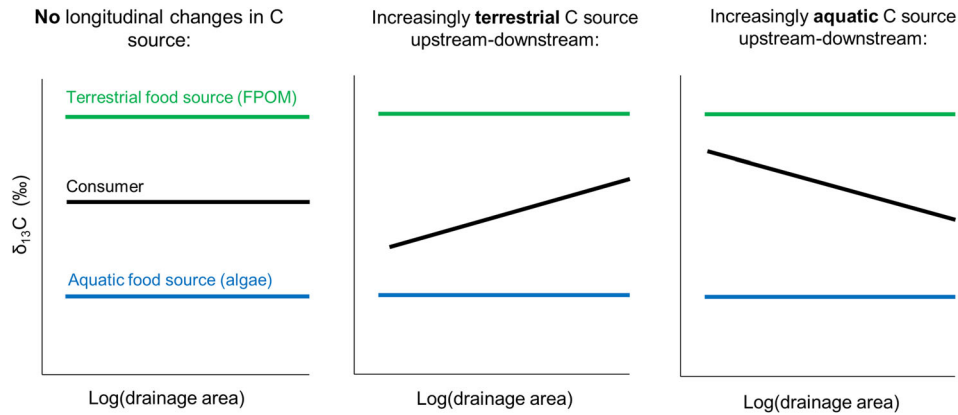 No longitudinal changes in C
source:
Increasingly terrestrial C source
upstream-downstream:
Increasingly aquatic C source
upstream-downstream:
Terrestrial food source (FPOM)
Consumer
Aquatic food source (algae)
δ13C (‰)
Log(drainage area)
Log(drainage area)
Log(drainage area)